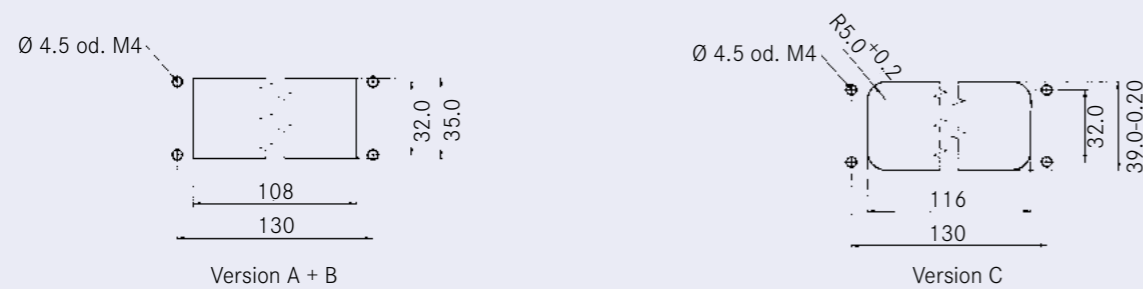 Ø 4.5 od. M4
32.0
35.0
108
130
Version A + B
Ø 4.5 od. M4
R5.0+0.2
32.0
39.0-0.20
116
130
Version C